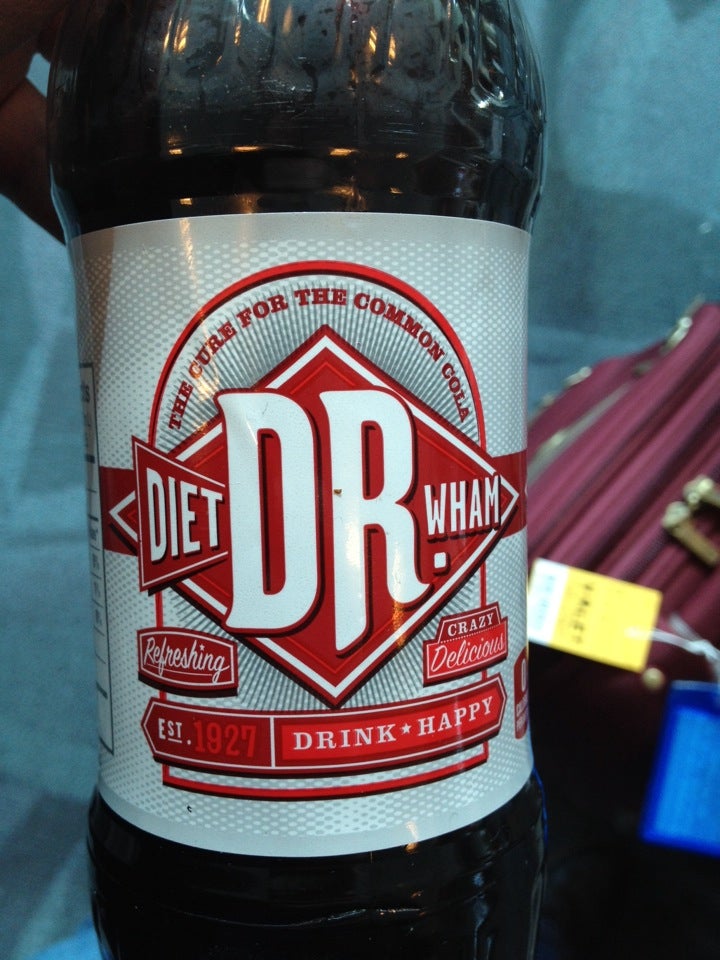 THE CURE FOR THE COMMON COLA
DIET DR. WHAM
Refreshing
CRAZY
Delicious
EST. 1927 DRINK ★ HAPPY